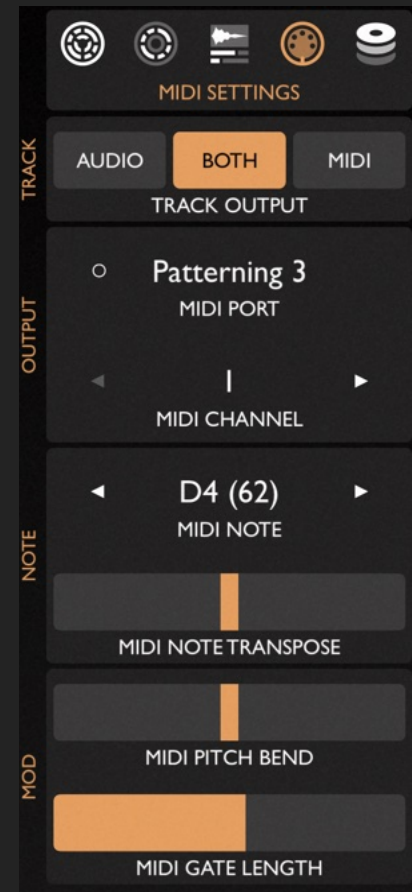 MIDI SETTINGS
TRACK
AUDIO
BOTH
MIDI
TRACK OUTPUT
OUTPUT
Patterning 3
MIDI PORT
1
MIDI CHANNEL
NOTE
D4 (62)
MIDI NOTE
MIDI NOTE TRANSPOSE
MOD
MIDI PITCH BEND
MIDI GATE LENGTH